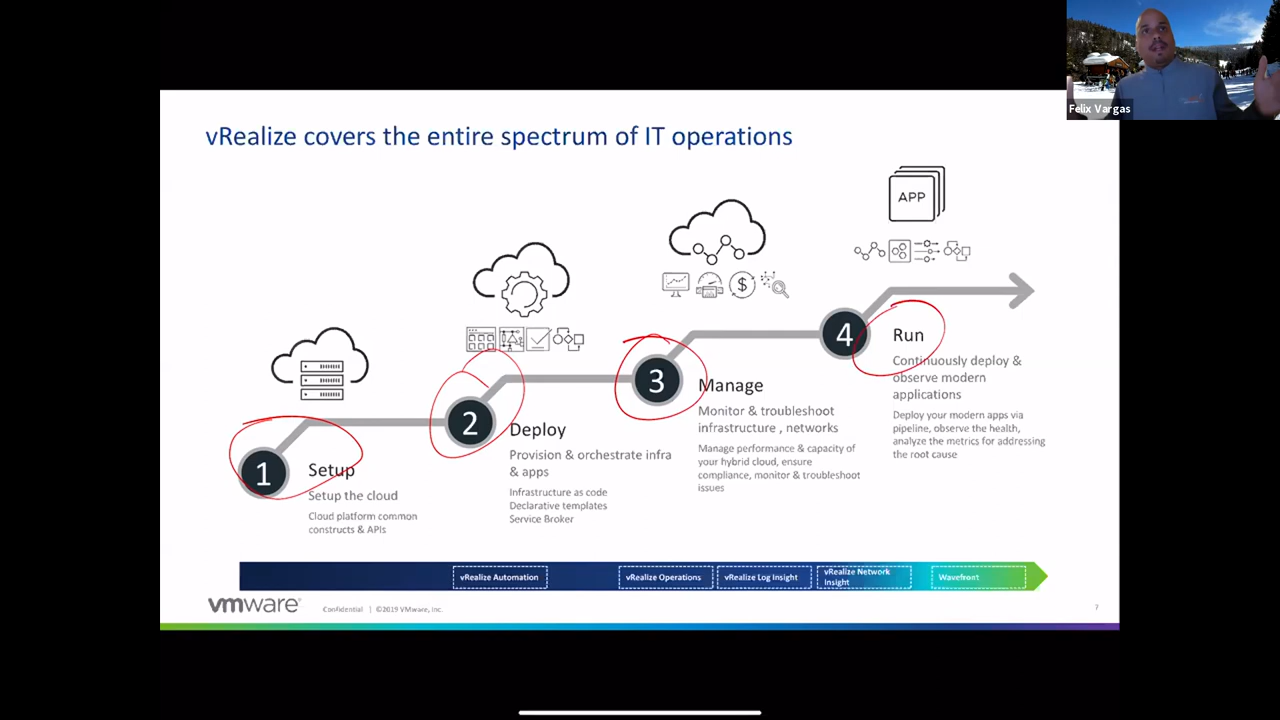 Felix Vargas
vRealize covers the entire spectrum of IT operations
APP
$
1
Setup
Setup the cloud
Cloud platform common
constructs & APIs
2
Deploy
Provision & orchestrate infra
& apps
Infrastructure as code
Declarative templates
Service Broker
3
Manage
Monitor & troubleshoot
infrastructure , networks
Manage performance & capacity of
your hybrid cloud, ensure
compliance, monitor & troubleshoot
issues
4
Run
Continuously deploy &
observe modern
applications
Deploy your modern apps via
pipeline, observe the health,
analyze the metrics for addressing
the root cause
vRealize Automation
vRealize Operations
vRealize Log Insight
vRealize Network
Insight
Wavefront
vmware®
Confidential | ©2019 VMware, Inc.
7